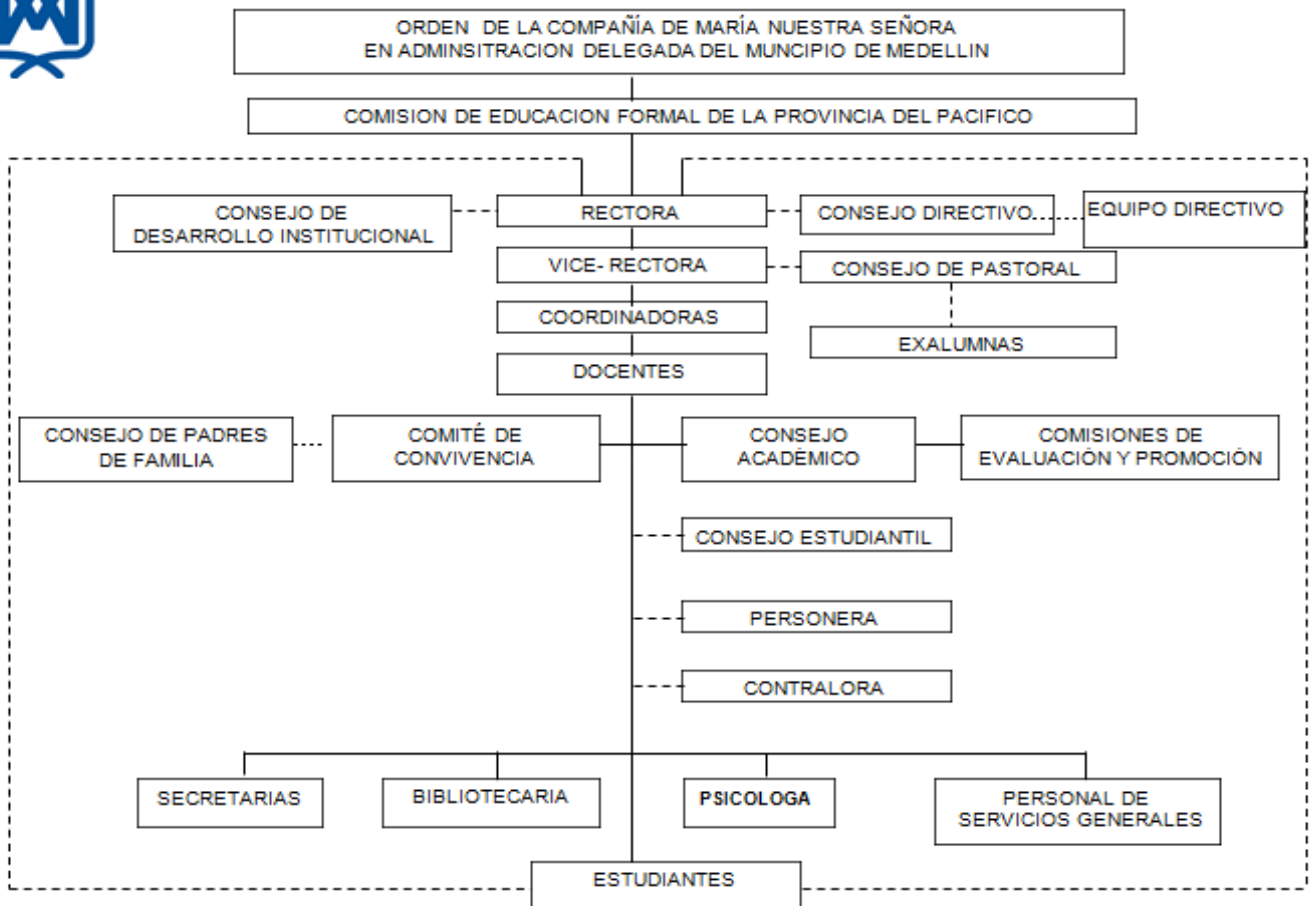 ORDEN DE LA COMPAÑÍA DE MARÍA NUESTRA SEÑORA
EN ADMINSITRACION DELEGADA DEL MUNCIPIO DE MEDELLIN
COMISION DE EDUCACION FORMAL DE LA PROVINCIA DEL PACIFICO
CONSEJO DE
DESARROLLO INSTITUCIONAL
RECTORA
CONSEJO DIRECTIVO
EQUIPO DIRECTIVO
VICE- RECTORA
CONSEJO DE PASTORAL
COORDINADORAS
EXALUMNAS
DOCENTES
CONSEJO DE PADRES
DE FAMILIA
COMITÉ DE
CONVIVENCIA
CONSEJO
ACADÉMICO
COMISIONES DE
EVALUACIÓN Y PROMOCIÓN
CONSEJO ESTUDIANTIL
PERSONERA
CONTRALORA
SECRETARIAS
BIBLIOTECARIA
PSICOLOGA
PERSONAL DE
SERVICIOS GENERALES
ESTUDIANTES